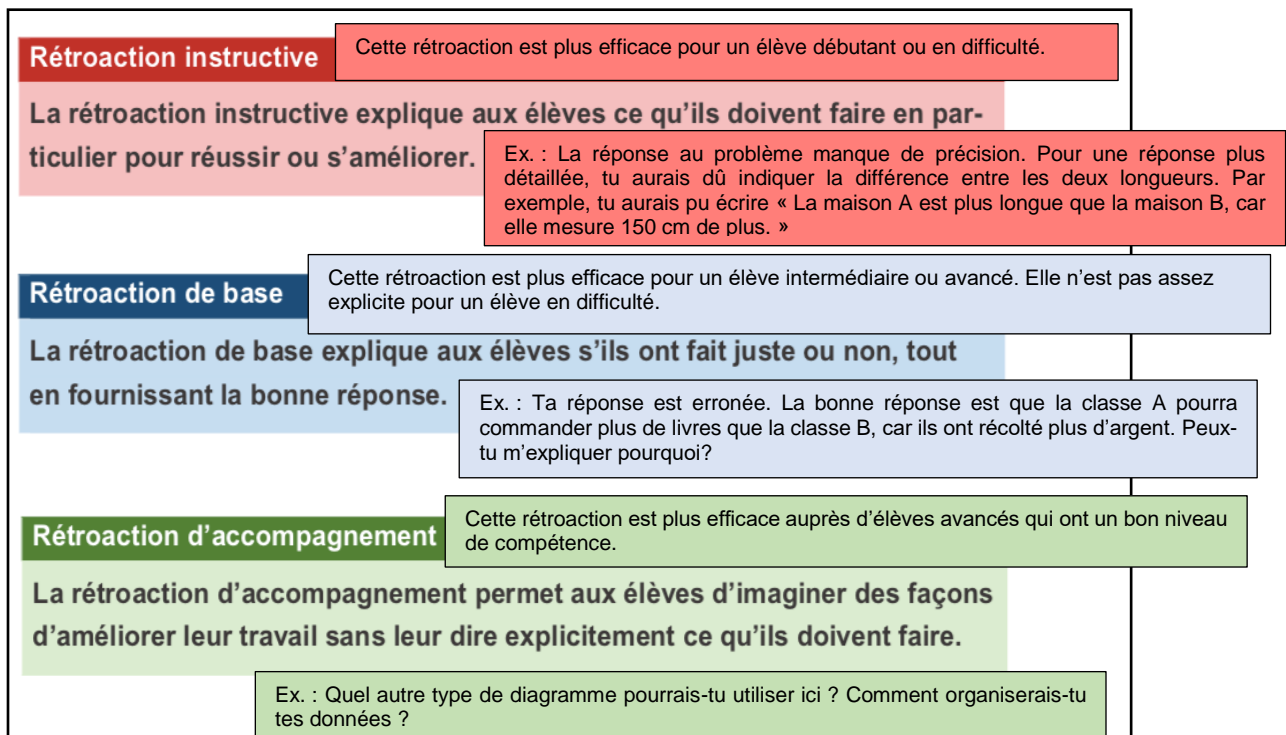 Rétroaction instructive
Cette rétroaction est plus efficace pour un élève débutant ou en difficulté.
La rétroaction instructive explique aux élèves ce qu'ils doivent faire en par-
ticulier pour réussir ou s'améliorer.
Ex. : La réponse au problème manque de précision. Pour une réponse plus
détaillée, tu aurais dû indiquer la différence entre les deux longueurs. Par
exemple, tu aurais pu écrire « La maison A est plus longue que la maison B, car
elle mesure 150 cm de plus. »
Rétroaction de base
Cette rétroaction est plus efficace pour un élève intermédiaire ou avancé. Elle n'est pas assez
explicite pour un élève en difficulté.
La rétroaction de base explique aux élèves s'ils ont fait juste ou non, tout
en fournissant la bonne réponse.
Ex. : Ta réponse est erronée. La bonne réponse est que la classe A pourra
commander plus de livres que la classe B, car ils ont récolté plus d'argent. Peux-
tu m'expliquer pourquoi?
Rétroaction d'accompagnement
Cette rétroaction est plus efficace auprès d'élèves avancés qui ont un bon niveau
de compétence.
La rétroaction d'accompagnement permet aux élèves d'imaginer des façons
d'améliorer leur travail sans leur dire explicitement ce qu'ils doivent faire.
Ex. : Quel autre type de diagramme pourrais-tu utiliser ici ? Comment organiserais-tu
tes données ?